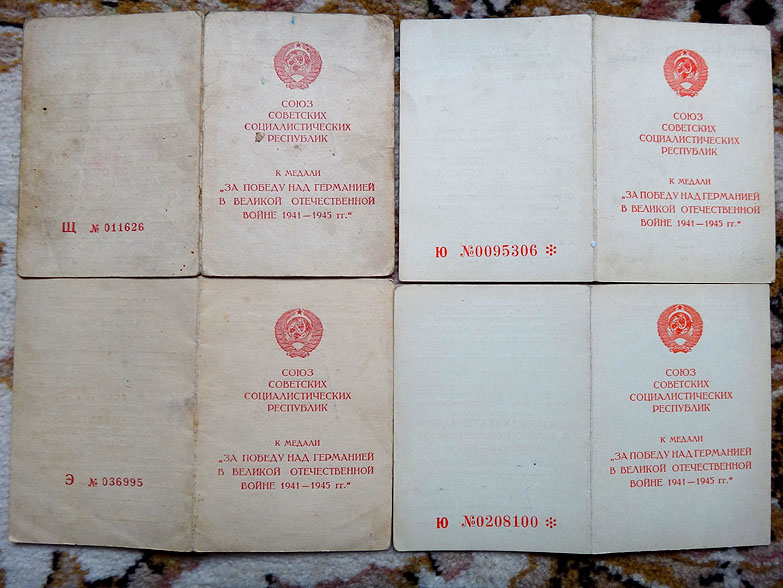 Щ № 011626
СОЮЗ
СОВЕТСКИХ
СОЦИАЛИСТИЧЕСКИХ
РЕСПУБЛИК
К МЕДАЛИ
„ЗА ПОБЕДУ НАД ГЕРМАНИЕЙ
В ВЕЛИКОЙ ОТЕЧЕСТВЕННОЙ
ВОЙНЕ 1941—1945 гг.“
Ю №0095306 ✻
СОЮЗ
СОВЕТСКИХ
СОЦИАЛИСТИЧЕСКИХ
РЕСПУБЛИК
К МЕДАЛИ
„ЗА ПОБЕДУ НАД ГЕРМАНИЕЙ
В ВЕЛИКОЙ ОТЕЧЕСТВЕННОЙ
ВОЙНЕ 1941—1945 гг.“
Э № 036995
СОЮЗ
СОВЕТСКИХ
СОЦИАЛИСТИЧЕСКИХ
РЕСПУБЛИК
К МЕДАЛИ
„ЗА ПОБЕДУ НАД ГЕРМАНИЕЙ
В ВЕЛИКОЙ ОТЕЧЕСТВЕННОЙ
ВОЙНЕ 1941—1945 гг.“
Ю №0208100 ✻
СОЮЗ
СОВЕТСКИХ
СОЦИАЛИСТИЧЕСКИХ
РЕСПУБЛИК
К МЕДАЛИ
„ЗА ПОБЕДУ НАД ГЕРМАНИЕЙ
В ВЕЛИКОЙ ОТЕЧЕСТВЕННОЙ
ВОЙНЕ 1941—1945 гг.“